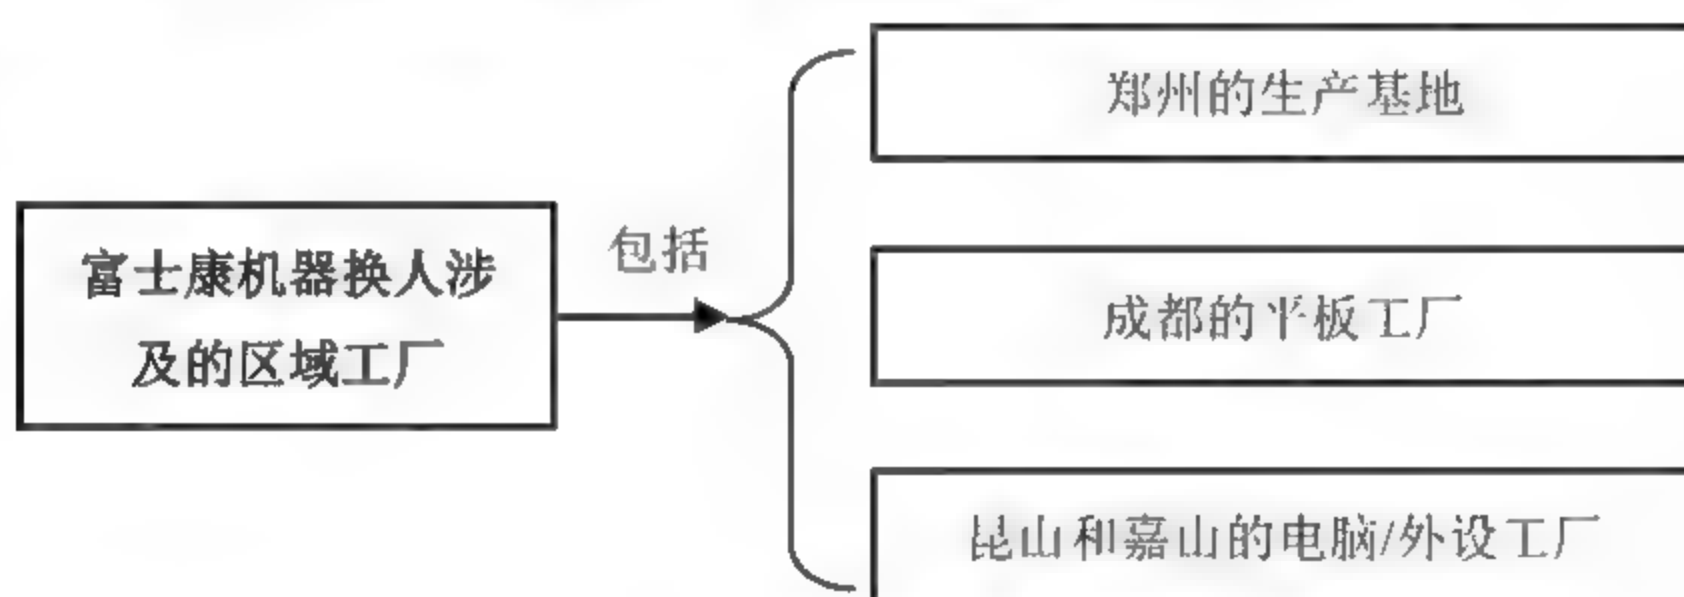 郑州的生产基地
富士康机器换人涉
及的区域工厂
包括
成都的平板工厂
昆山和嘉山的电脑/外设工厂